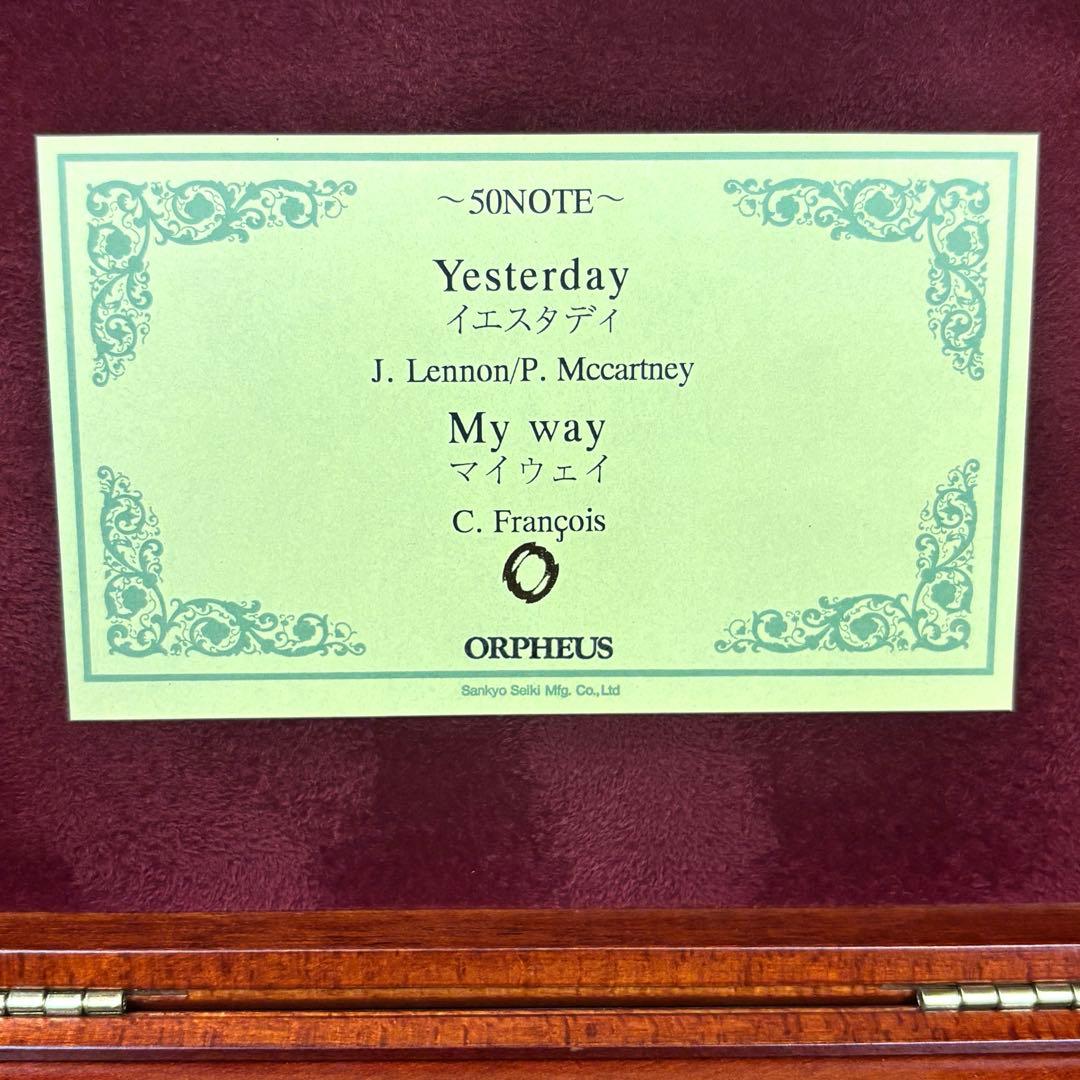 ～50NOTE～
Yesterday
イエスタディ
J. Lennon/P. Mccartney
My way
マイウェイ
C. François
ORPHEUS
Sankyo Seiki Mfg. Co.,Ltd